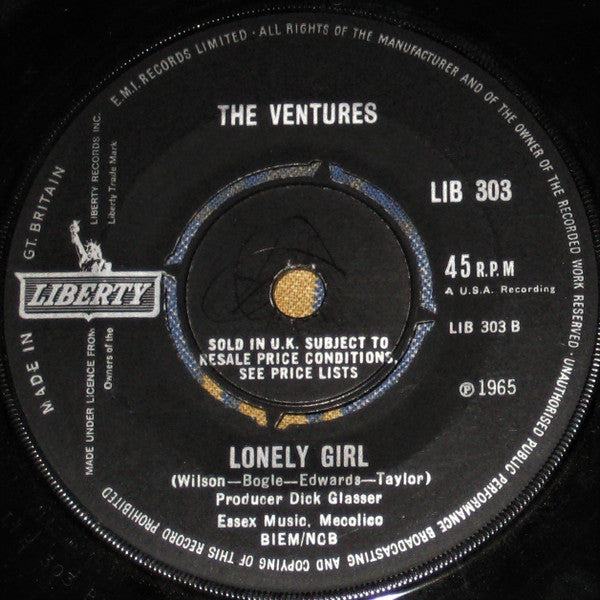 E.M.I. RECORDS LIMITED · ALL RIGHTS OF THE MANUFACTURER AND OF THE OWNER OF THE RECORDED WORK RESERVED · UNAUTHORISED PUBLIC PERFORMANCE BROADCASTING AND COPYING OF THIS RECORD PROHIBITED
MADE IN GT. BRITAIN
THE VENTURES
LIBERTY RECORDS INC.
Liberty Trade Mark
LIBERTY
MADE UNDER LICENCE FROM
Owners of the
LIB 303
45 R.P.M
A U.S.A. Recording
LIB 303 B
SOLD IN U.K. SUBJECT TO
RESALE PRICE CONDITIONS,
SEE PRICE LISTS
℗ 1965
LONELY GIRL
(Wilson—Bogle—Edwards—Taylor)
Producer Dick Glasser
Essex Music, Mecolico
BIEM/NCB